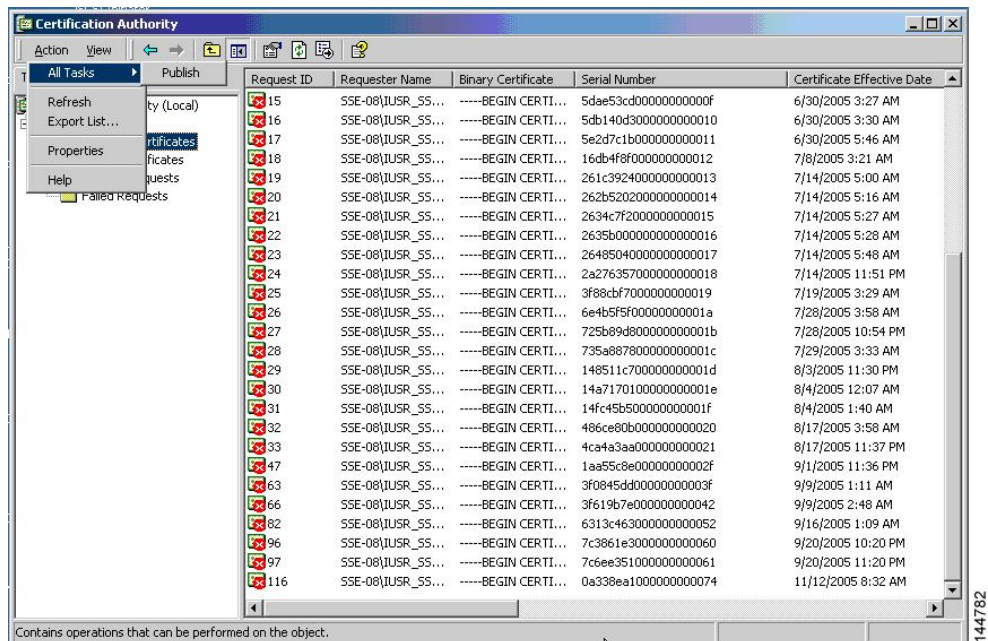 Certification Authority
Action View
All Tasks Publish
Refresh
Export List...
Properties
Help
ty (Local)
rtificates
ficates
quests
Failed Requests
Request ID Requester Name Binary Certificate Serial Number Certificate Effective Date
15 SSE-08\IUSR_SS... -----BEGIN CERTI... 5dae53cd00000000000f 6/30/2005 3:27 AM
16 SSE-08\IUSR_SS... -----BEGIN CERTI... 5db140d3000000000010 6/30/2005 3:30 AM
17 SSE-08\IUSR_SS... -----BEGIN CERTI... 5e2d7c1b000000000011 6/30/2005 5:46 AM
18 SSE-08\IUSR_SS... -----BEGIN CERTI... 16db4f8f000000000012 7/8/2005 3:21 AM
19 SSE-08\IUSR_SS... -----BEGIN CERTI... 261c3924000000000013 7/14/2005 5:00 AM
20 SSE-08\IUSR_SS... -----BEGIN CERTI... 262b5202000000000014 7/14/2005 5:16 AM
21 SSE-08\IUSR_SS... -----BEGIN CERTI... 2634c7f2000000000015 7/14/2005 5:27 AM
22 SSE-08\IUSR_SS... -----BEGIN CERTI... 2635b000000000000016 7/14/2005 5:28 AM
23 SSE-08\IUSR_SS... -----BEGIN CERTI... 26485040000000000017 7/14/2005 5:48 AM
24 SSE-08\IUSR_SS... -----BEGIN CERTI... 2a276357000000000018 7/14/2005 11:51 PM
25 SSE-08\IUSR_SS... -----BEGIN CERTI... 3f88cbf7000000000019 7/19/2005 3:29 AM
26 SSE-08\IUSR_SS... -----BEGIN CERTI... 6e4b5f5f00000000001a 7/28/2005 3:58 AM
27 SSE-08\IUSR_SS... -----BEGIN CERTI... 725b89d800000000001b 7/28/2005 10:54 PM
28 SSE-08\IUSR_SS... -----BEGIN CERTI... 735a887800000000001c 7/29/2005 3:33 AM
29 SSE-08\IUSR_SS... -----BEGIN CERTI... 148511c700000000001d 8/3/2005 11:30 PM
30 SSE-08\IUSR_SS... -----BEGIN CERTI... 14a7170100000000001e 8/4/2005 12:07 AM
31 SSE-08\IUSR_SS... -----BEGIN CERTI... 14fc45b500000000001f 8/4/2005 1:40 AM
32 SSE-08\IUSR_SS... -----BEGIN CERTI... 486ce80b000000000020 8/17/2005 3:58 AM
33 SSE-08\IUSR_SS... -----BEGIN CERTI... 4ca4a3aa000000000021 8/17/2005 11:37 PM
47 SSE-08\IUSR_SS... -----BEGIN CERTI... 1aa55c8e00000000002f 9/1/2005 11:36 PM
63 SSE-08\IUSR_SS... -----BEGIN CERTI... 3f0845dd00000000003f 9/9/2005 1:11 AM
66 SSE-08\IUSR_SS... -----BEGIN CERTI... 3f619b7e000000000042 9/9/2005 2:48 AM
82 SSE-08\IUSR_SS... -----BEGIN CERTI... 6313c463000000000052 9/16/2005 1:09 AM
96 SSE-08\IUSR_SS... -----BEGIN CERTI... 7c3861e3000000000060 9/20/2005 10:20 PM
97 SSE-08\IUSR_SS... -----BEGIN CERTI... 7c6ee351000000000061 9/20/2005 11:20 PM
116 SSE-08\IUSR_SS... -----BEGIN CERTI... 0a338ea1000000000074 11/12/2005 8:32 AM
Contains operations that can be performed on the object.
144782